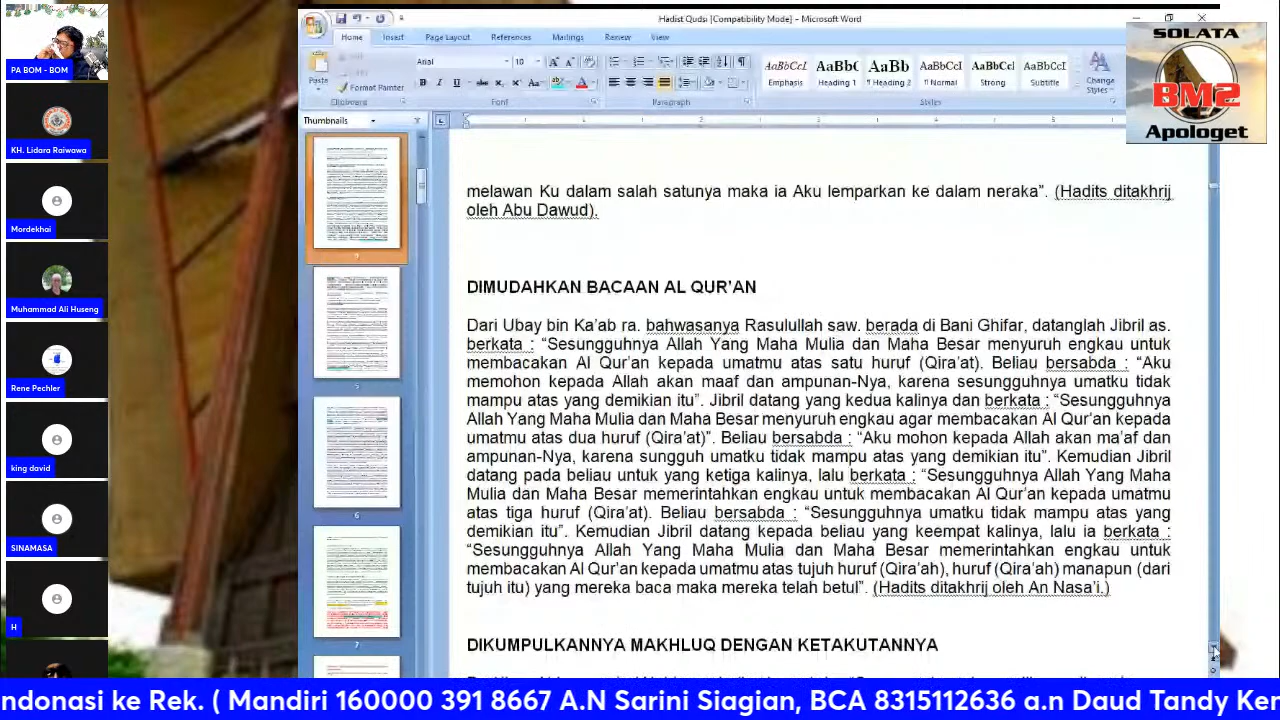 Hadist Qudsi [Compatibility Mode] - Microsoft Word
Home Insert Page Layout References Mailings Review View
Paste
Format Painter
Clipboard
Arial 10
Font
Paragraph
AaBbCcI AaBbC AaBb AaBbCcI AaBbCc AaBbCcI
Emphasis Heading 1 ¶ Heading 2 ¶ Normal Strong Subtitle
Change Styles
Styles
SOLATA
BM2
Apologet
PA BOM - BOM
KH. Lidara Raiwawa
Mordekhai
Muhammad Ali Huseng
Rene Pechler
king david
SINAMASA
H
Thumbnails
melayan Ku dalam salah satunya maka ia Aku lemparkan ke dalam neraka”. (Hadits ditakhrij
oleh Abu Dawud).
DIMUDAHKAN BACAAN AL QUR’AN
Dari Ubay bin Ka’ab ra. bahwasanya Rasulullah saw. berada di Bani Ghifar, datanglah Jibril as.
berkata : “Sesungguhnya Allah Yang Maha Mulia dan Maha Besar menyuruh engkau untuk
membacakan Al Qur’an kepada umatmu atas satu huruf (Qira’at). Beliau bersabda : “Aku
memohon kepada Allah akan maaf dan ampunan-Nya, karena sesungguhnya umatku tidak
mampu atas yang demikian itu”. Jibril datang yang kedua kalinya dan berkata : “Sesungguhnya
Allah Yang Maha Mulia dan Maha Besar menyuruh engkau agar membacakan Al Qur’an kepada
umatmu atas dua huruf (Qira’at)”. Beliau bersabda : “Aku mohon kepada Allah akan ma’af dan
ampunan-Nya, karena sungguh umatku tidak mampu atas yang demikian itu”. Kemudian Jibril
datang pada beliau untuk yang ketiga kalinya, lalu berkata : “Sesungguhnya Allah Yang Maha
Mulia dan Maha Besar memerintahkan engkau untuk membacakan Al Qur’an kepada umatmu
atas tiga huruf (Qira’at). Beliau bersabda : “Sesungguhnya umatku tidak mampu atas yang
demikian itu”. Kemudian Jibril datang kepada beliau yang keempat kalinya lalu ia berkata :
“Sesungguhnya Allah Yang Maha Mulia dan Maha Besar memerintahkan engkau untuk
membacakan Al Qur’an kepada umatmu atas tujuh huruf (Qira’ah), huruf (Qira’ah) manapun (dari
tujuh itu) yang mereka baca maka mereka telah betul” (Hadits ditakhrij oleh An Nasa’i.)
DIKUMPULKANNYA MAKHLUQ DENGAN KETAKUTANNYA
ndonasi ke Rek. ( Mandiri 160000 391 8667 A.N Sarini Siagian, BCA 8315112636 a.n Daud Tandy Ker